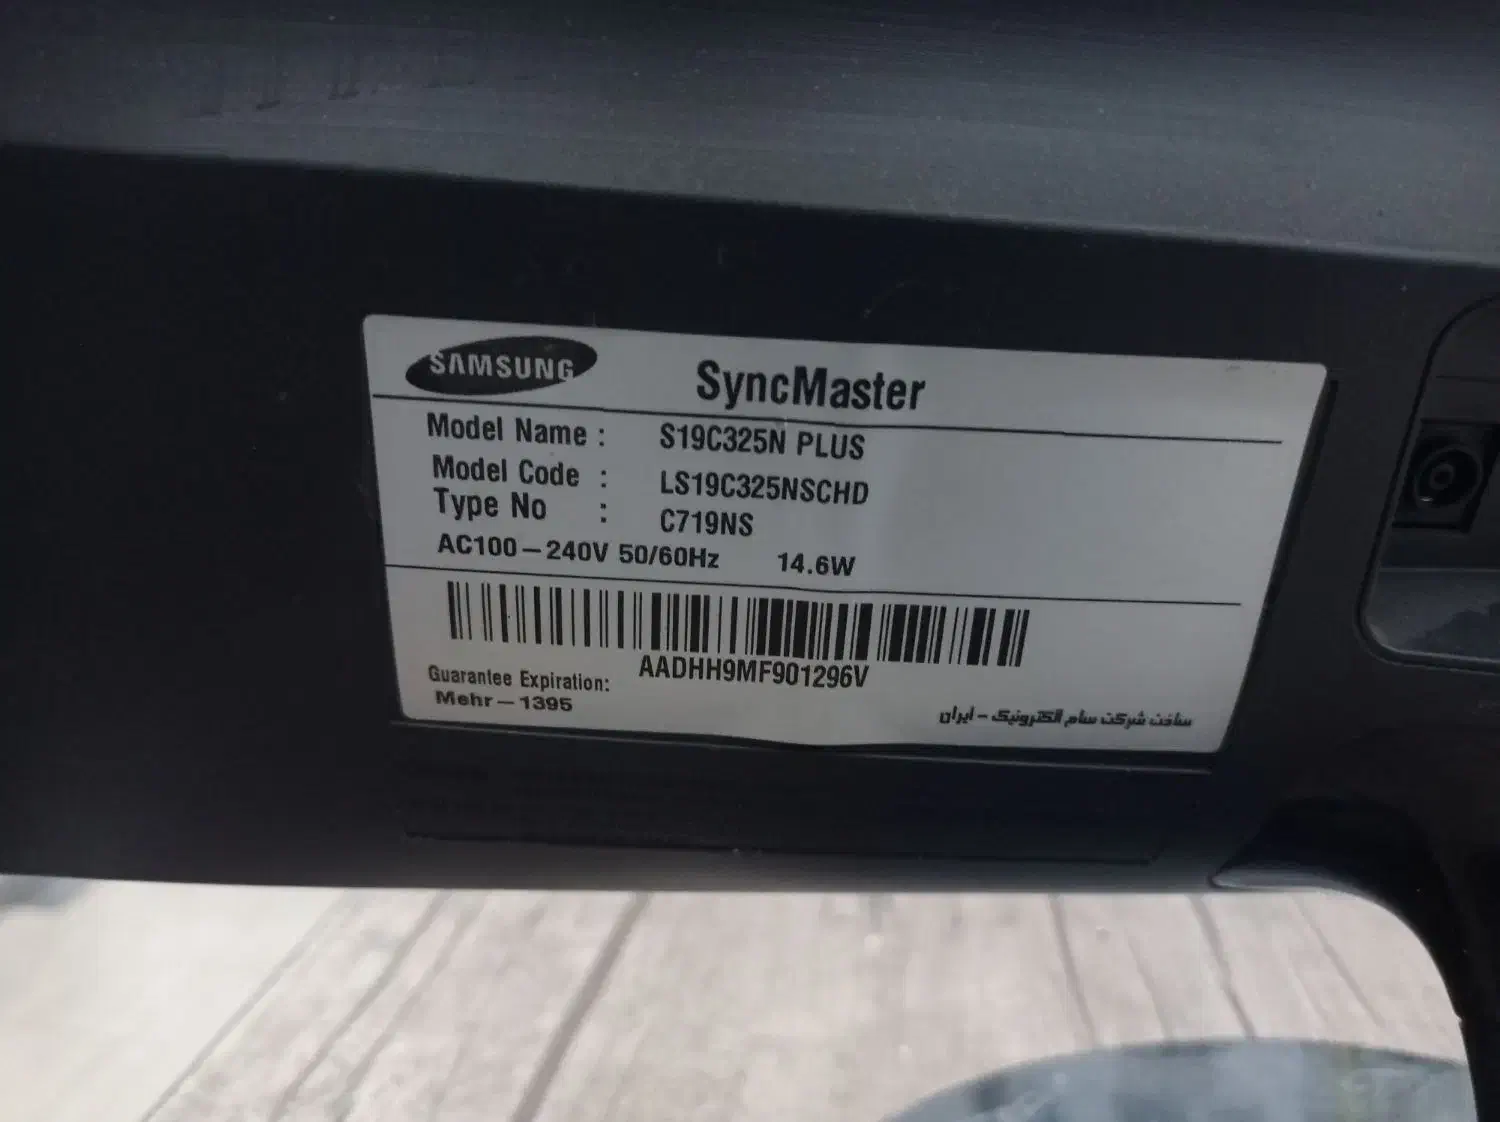 SAMSUNG
SyncMaster
Model Name : S19C325N PLUS
Model Code : LS19C325NSCHD
Type No : C719NS
AC100-240V 50/60Hz 14.6W
AADHH9MF901296V
Guarantee Expiration:
Mehr-1395
ساخت شرکت سام الکترونیک - ایران